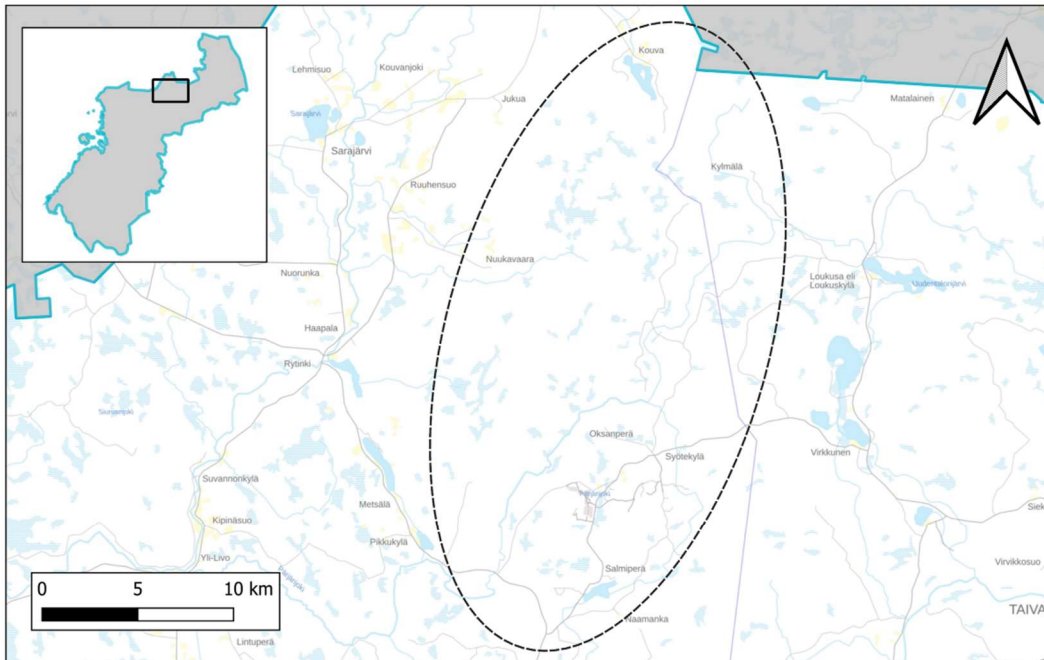 Kouva
Lehmisuo
Kouvanjoki
Jukua
Matalainen
Sarajärvi
Sarajärvi
Kylmälä
Ruuhensuo
Nuukavaara
Nuorunka
Loukusa eli
Loukuskylä
Haapala
Rytinki
Oksanperä
Syötekylä
Virkkunen
Suvannonkylä
Metsälä
Kipinäsuo
Pikkukylä
Siek
Yli-Livo
Salmiperä
Virvikkosuo
0 5 10 km
Naamanka
TAIVA
Lintuperä